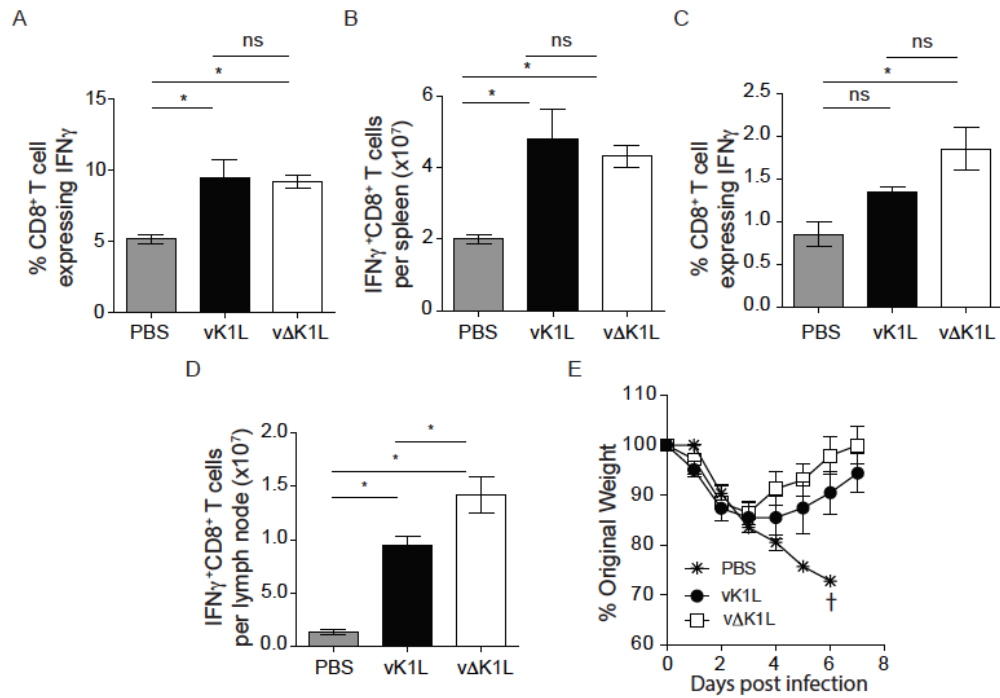 A
ns
*
*
% CD8⁺ T cell
expressing IFNγ
15
10
5
0
PBS
vK1L
vΔK1L
B
ns
*
*
IFNγ⁺CD8⁺ T cells
per spleen (x10⁷)
6
4
2
0
PBS
vK1L
vΔK1L
C
ns
*
ns
% CD8⁺ T cell
expressing IFNγ
2.5
2.0
1.5
1.0
0.5
0.0
PBS
vK1L
vΔK1L
D
*
*
*
IFNγ⁺CD8⁺ T cells
per lymph node (x10⁷)
2.0
1.5
1.0
0.5
0.0
PBS
vK1L
vΔK1L
E
% Original Weight
110
100
90
80
70
60
PBS
vK1L
vΔK1L
†
0 2 4 6 8
Days post infection